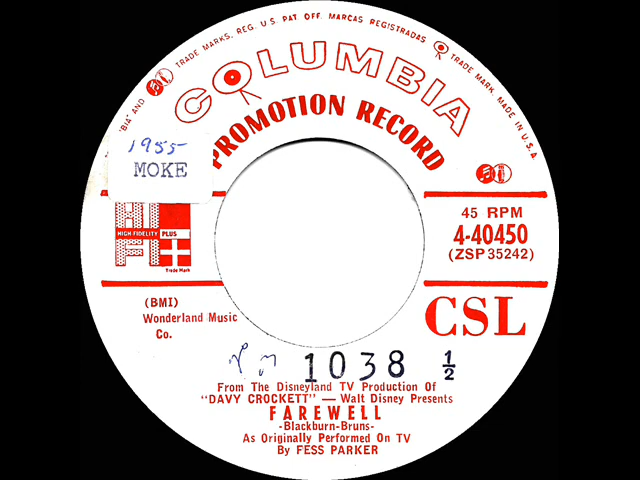 "BIA" AND
TRADE MARKS, REG. U.S. PAT. OFF. MARCAS REGISTRADAS
TRADE MARK. MADE IN U.S.A.
COLUMBIA
PROMOTION RECORD
1955
MOKE
HI
HIGH FIDELITY PLUS
FI
Trade Mark
45 RPM
4-40450
(ZSP 35242)
(BMI)
Wonderland Music
Co.
CSL
1038 ½
From The Disneyland TV Production Of
"DAVY CROCKETT" — Walt Disney Presents
FAREWELL
-Blackburn-Bruns-
As Originally Performed On TV
By FESS PARKER